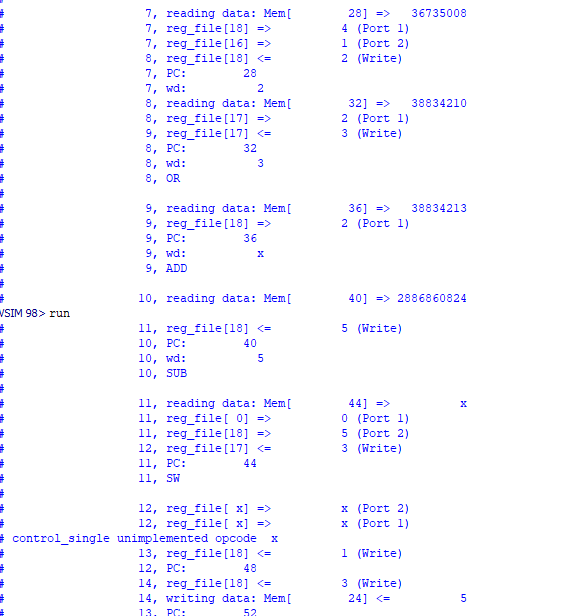 #
# 7, reading data: Mem[ 28] => 36735008
# 7, reg_file[18] => 4 (Port 1)
# 7, reg_file[16] => 1 (Port 2)
# 8, reg_file[18] <= 2 (Write)
# 7, PC: 28
# 7, wd: 2
# 8, reading data: Mem[ 32] => 38834210
# 8, reg_file[17] => 2 (Port 1)
# 9, reg_file[17] <= 3 (Write)
# 8, PC: 32
# 8, wd: 3
# 8, OR
#
# 9, reading data: Mem[ 36] => 38834213
# 9, reg_file[18] => 2 (Port 1)
# 9, PC: 36
# 9, wd: x
# 9, ADD
#
# 10, reading data: Mem[ 40] => 2886860824
VSIM 98> run
# 11, reg_file[18] <= 5 (Write)
# 10, PC: 40
# 10, wd: 5
# 10, SUB
#
# 11, reading data: Mem[ 44] => x
# 11, reg_file[ 0] => 0 (Port 1)
# 11, reg_file[18] => 5 (Port 2)
# 12, reg_file[17] <= 3 (Write)
# 11, PC: 44
# 11, SW
#
# 12, reg_file[ x] => x (Port 2)
# 12, reg_file[ x] => x (Port 1)
# control_single unimplemented opcode x
# 13, reg_file[18] <= 1 (Write)
# 12, PC: 48
# 14, reg_file[18] <= 3 (Write)
# 14, writing data: Mem[ 24] <= 5
# 13, PC: 52